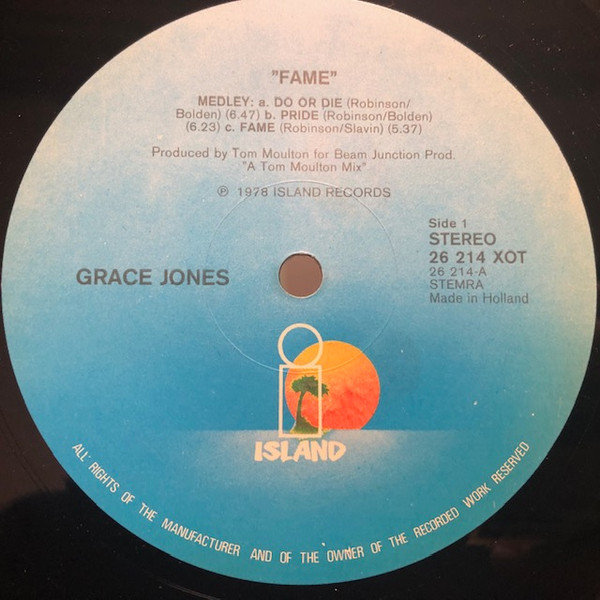 "FAME"
MEDLEY: a. DO OR DIE (Robinson/
Bolden) (6.47) b. PRIDE (Robinson/Bolden)
(6.23) c. FAME (Robinson/Slavin) (5.37)
Produced by Tom Moulton for Beam Junction Prod.
"A Tom Moulton Mix"
℗ 1978 ISLAND RECORDS
Side 1
STEREO
26 214 XOT
26 214-A
STEMRA
Made in Holland
GRACE JONES
ISLAND
ALL RIGHTS OF THE MANUFACTURER AND OF THE OWNER OF THE RECORDED WORK RESERVED